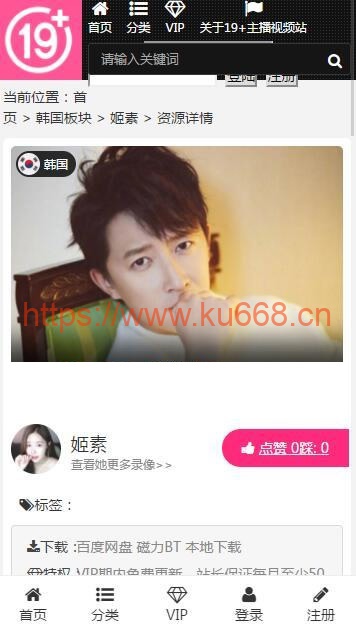 19+
首页 分类 VIP 关于19+主播视频站
请输入关键词
登陆 注册
当前位置：首
页 > 韩国板块 > 姬素 > 资源详情
韩国
https://www.ku668.cn
姬素
查看她更多录像>>
点赞 0踩: 0
标签：
下载：百度网盘 磁力BT 本地下载
特权 VIP期内免费更新，站长保证每月至少50
首页 分类 VIP 登录 注册